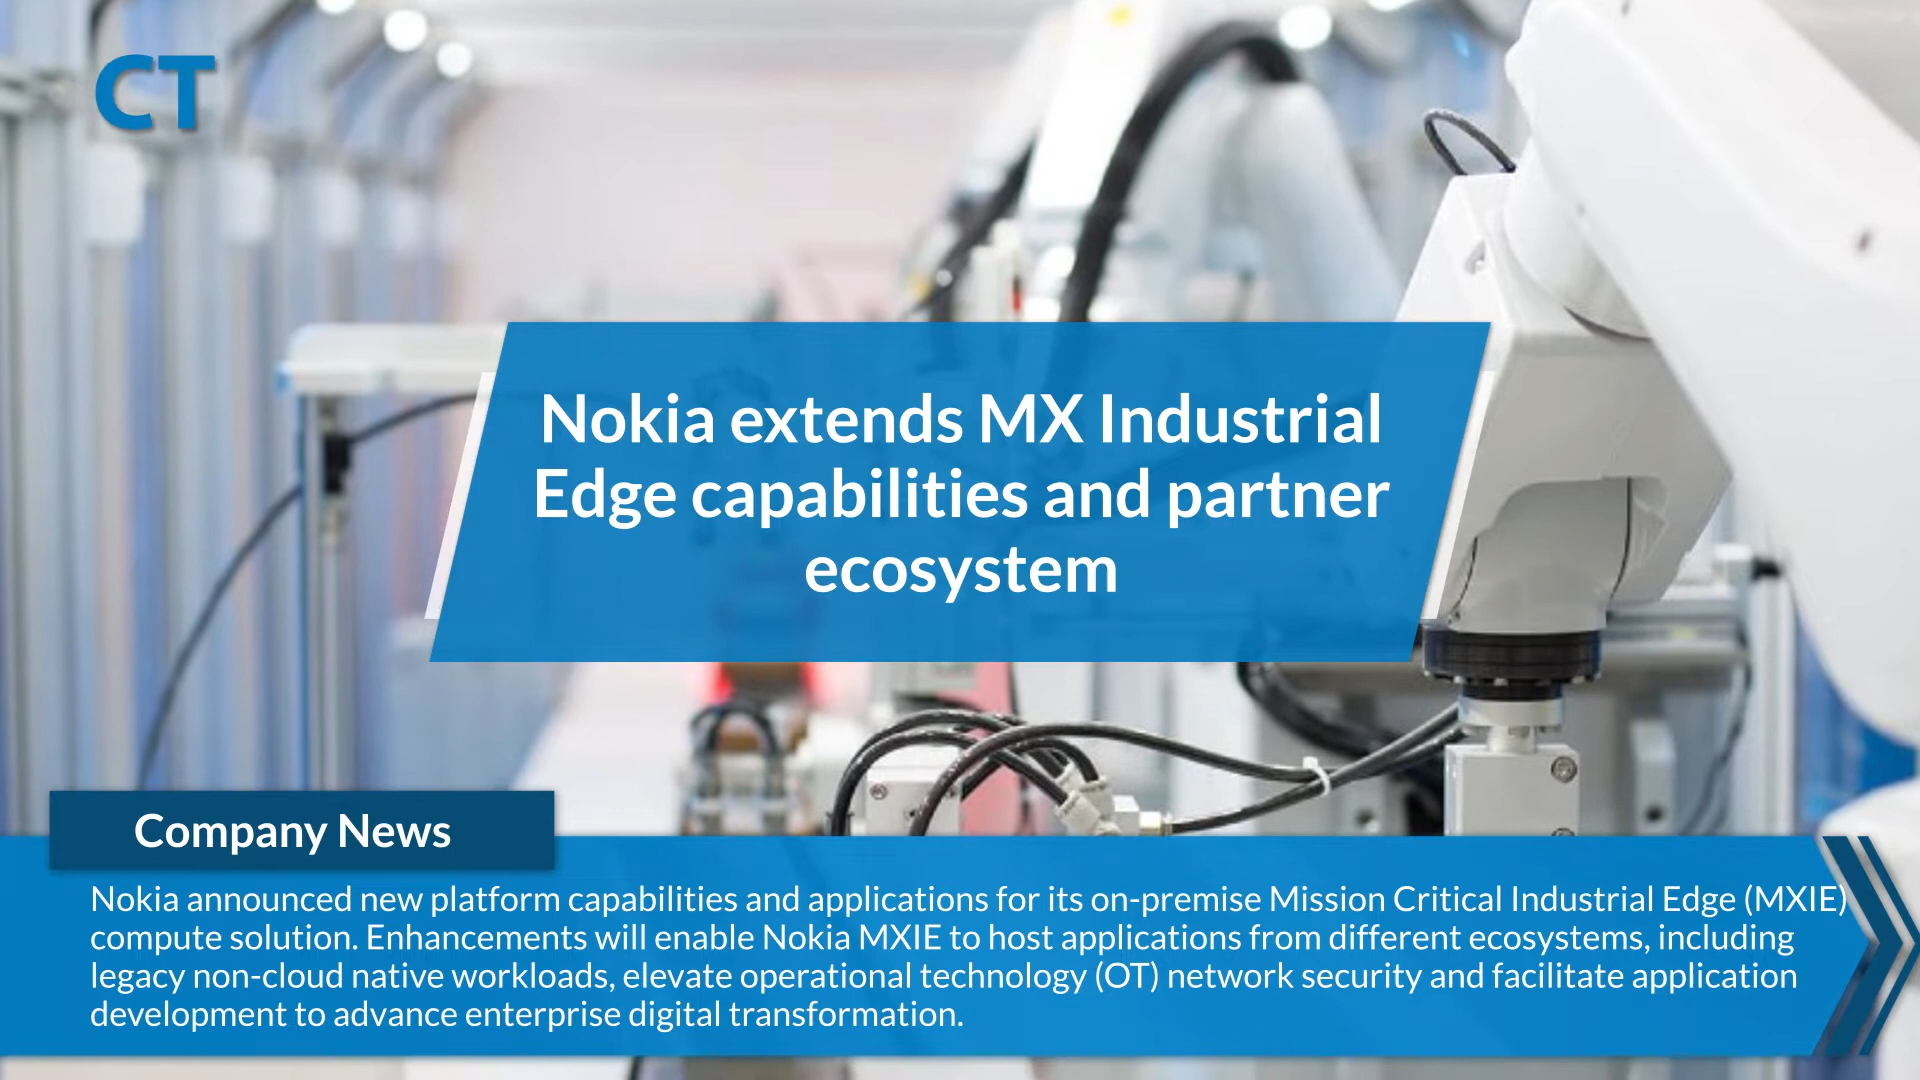 CT
Nokia extends MX Industrial
Edge capabilities and partner
ecosystem
Company News
Nokia announced new platform capabilities and applications for its on-premise Mission Critical Industrial Edge (MXIE)
compute solution. Enhancements will enable Nokia MXIE to host applications from different ecosystems, including
legacy non-cloud native workloads, elevate operational technology (OT) network security and facilitate application
development to advance enterprise digital transformation.